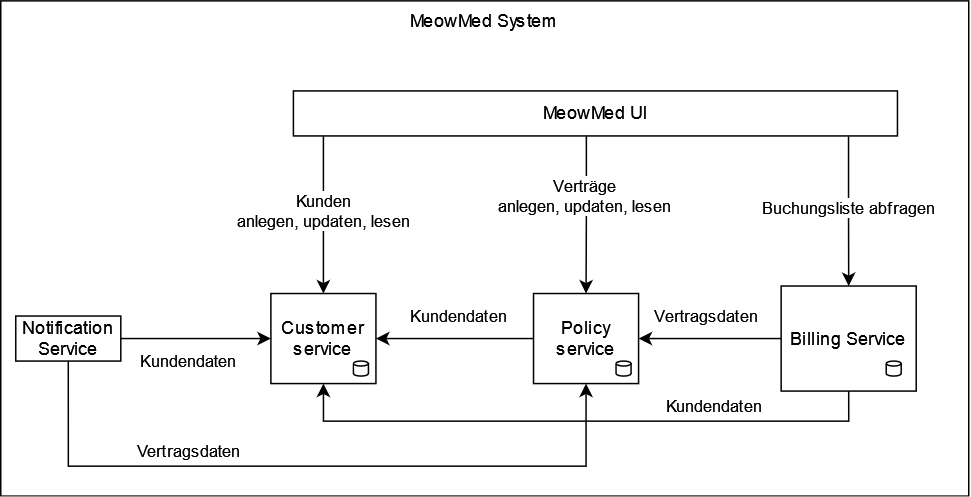 MeowMed System
MeowMed UI
Kunden
anlegen, updaten, lesen
Verträge
anlegen, updaten, lesen
Buchungsliste abfragen
Notification
Service
Kundendaten
Customer
service
Kundendaten
Policy
service
Vertragsdaten
Billing Service
Kundendaten
Vertragsdaten